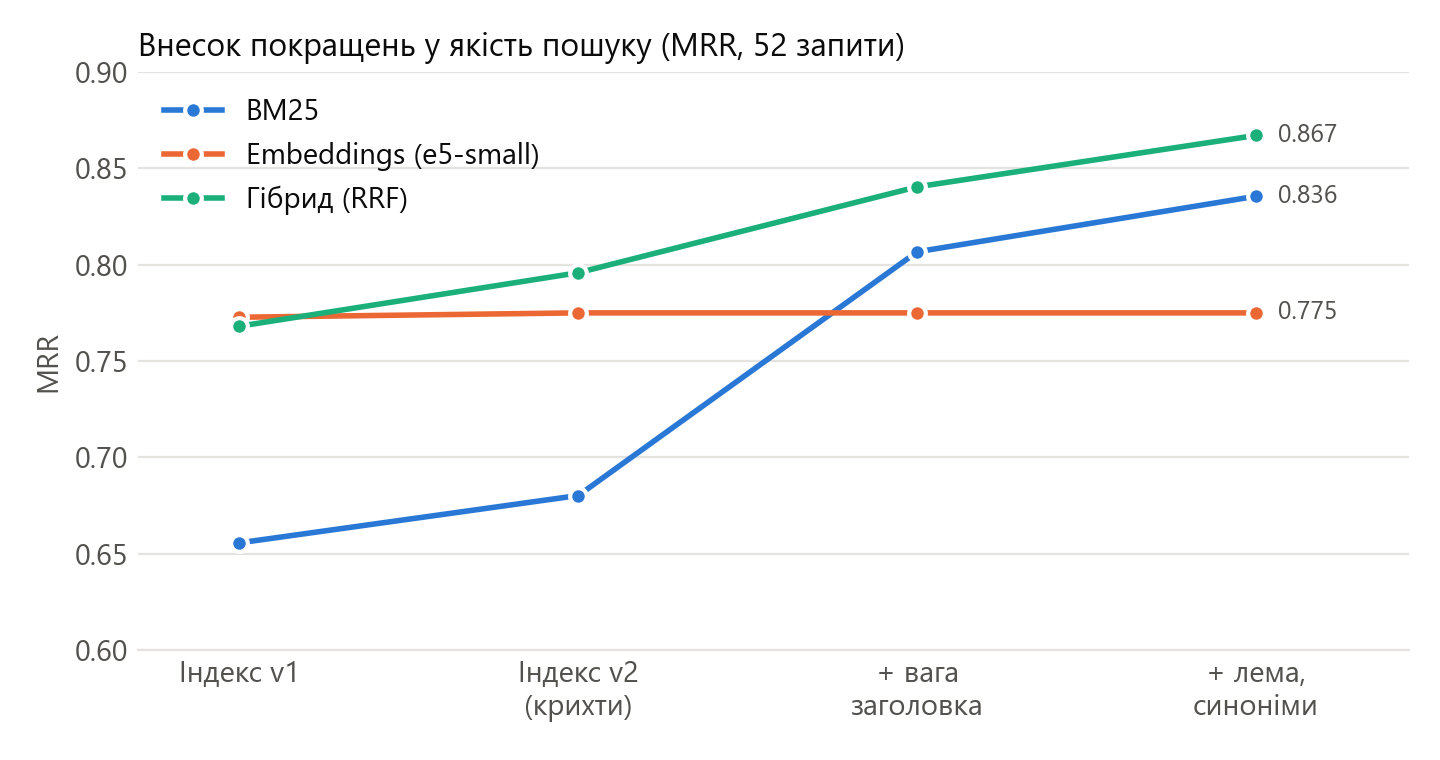 Внесок покращень у якість пошуку (MRR, 52 запити)
0.90
BM25
Embeddings (e5-small)
Гібрид (RRF)
0.85
0.80
0.75
0.70
0.65
0.60
MRR
0.867
0.836
0.775
Індекс v1
Індекс v2
(крихти)
+ вага
заголовка
+ лема,
синоніми